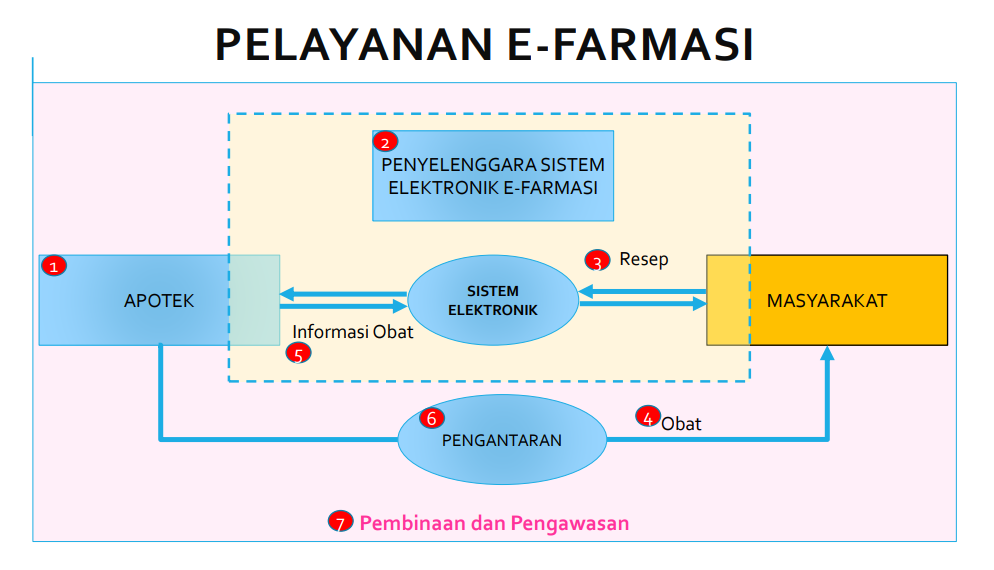 PELAYANAN E-FARMASI
2
PENYELENGGARA SISTEM
ELEKTRONIK E-FARMASI
1
APOTEK
SISTEM
ELEKTRONIK
3 Resep
MASYARAKAT
Informasi Obat
5
6
PENGANTARAN
4 Obat
7 Pembinaan dan Pengawasan